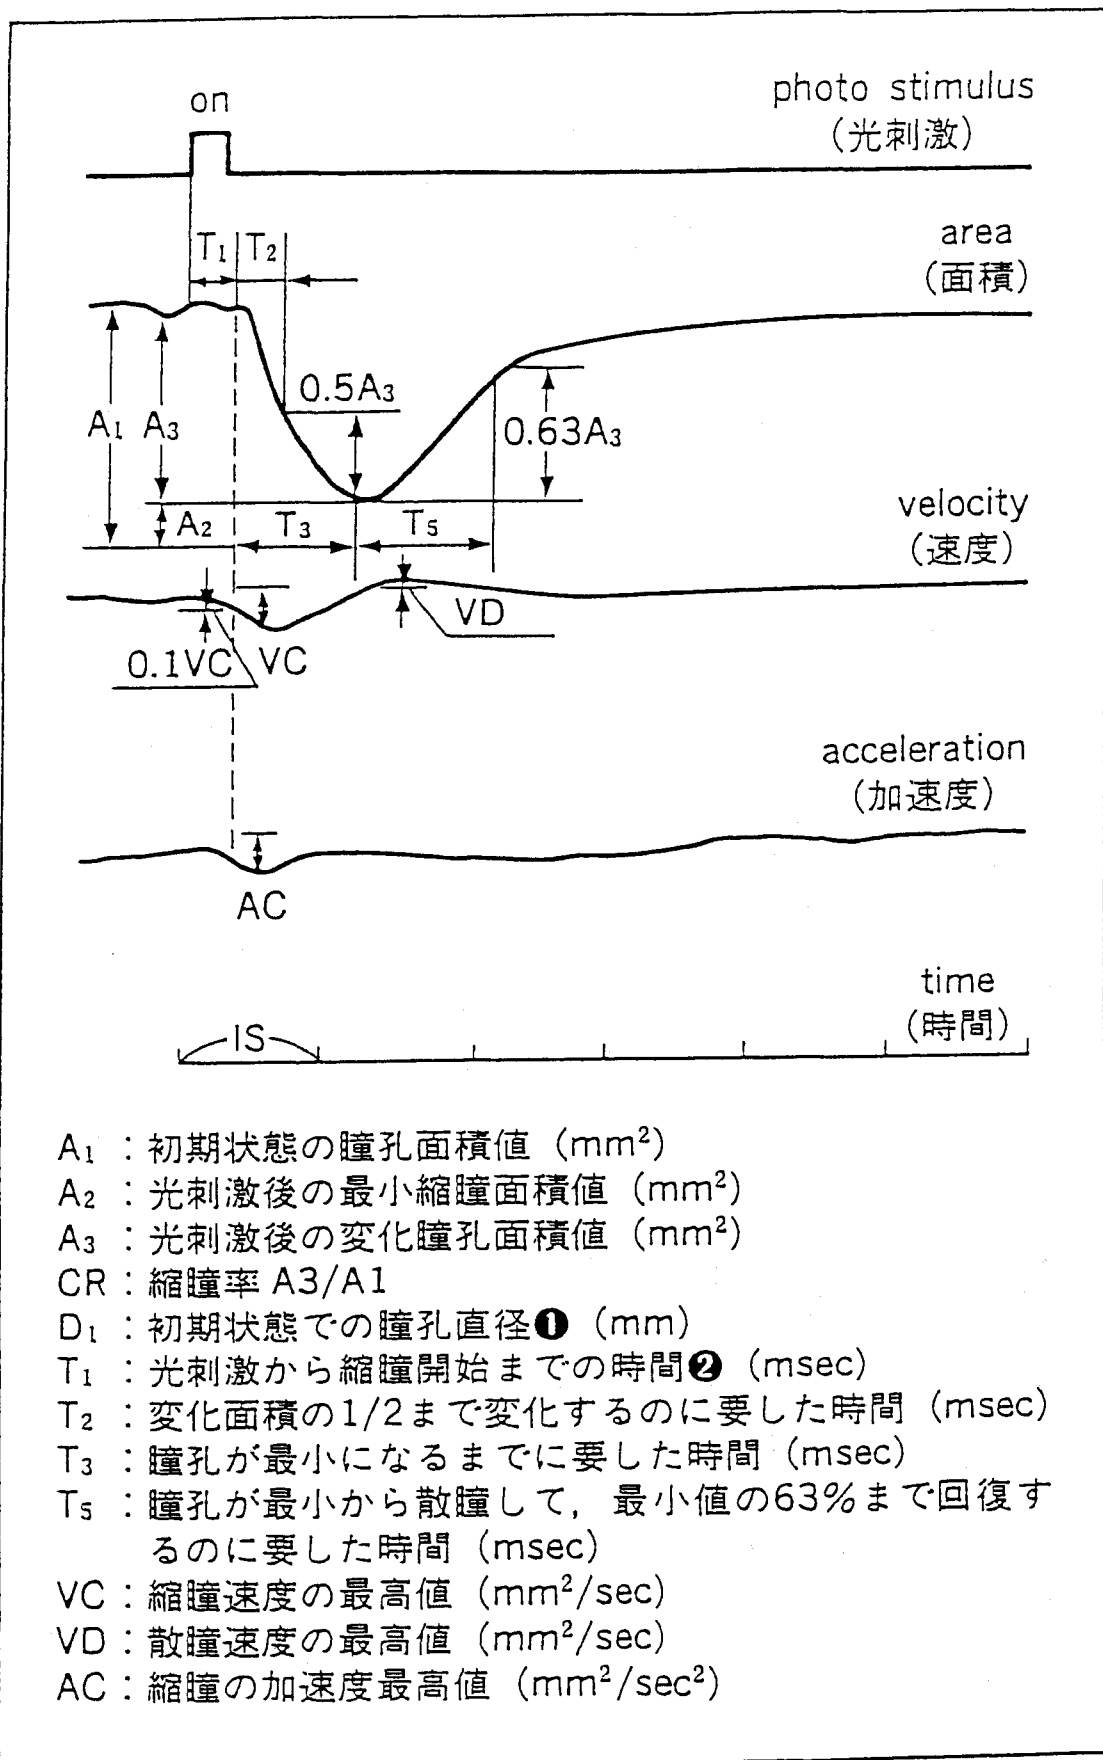 on
photo stimulus
(光刺激)
T₁ T₂
area
(面積)
0.5A₃
A₁ A₃
0.63A₃
A₂ T₃ T₅
velocity
(速度)
VD
0.1VC VC
acceleration
(加速度)
AC
time
(時間)
IS
A₁：初期状態の瞳孔面積値（mm²）
A₂：光刺激後の最小縮瞳面積値（mm²）
A₃：光刺激後の変化瞳孔面積値（mm²）
CR：縮瞳率 A3/A1
D₁：初期状態での瞳孔直径❶（mm）
T₁：光刺激から縮瞳開始までの時間❷（msec）
T₂：変化面積の1/2まで変化するのに要した時間（msec）
T₃：瞳孔が最小になるまでに要した時間（msec）
T₅：瞳孔が最小から散瞳して，最小値の63％まで回復す
るのに要した時間（msec）
VC：縮瞳速度の最高値（mm²/sec）
VD：散瞳速度の最高値（mm²/sec）
AC：縮瞳の加速度最高値（mm²/sec²）